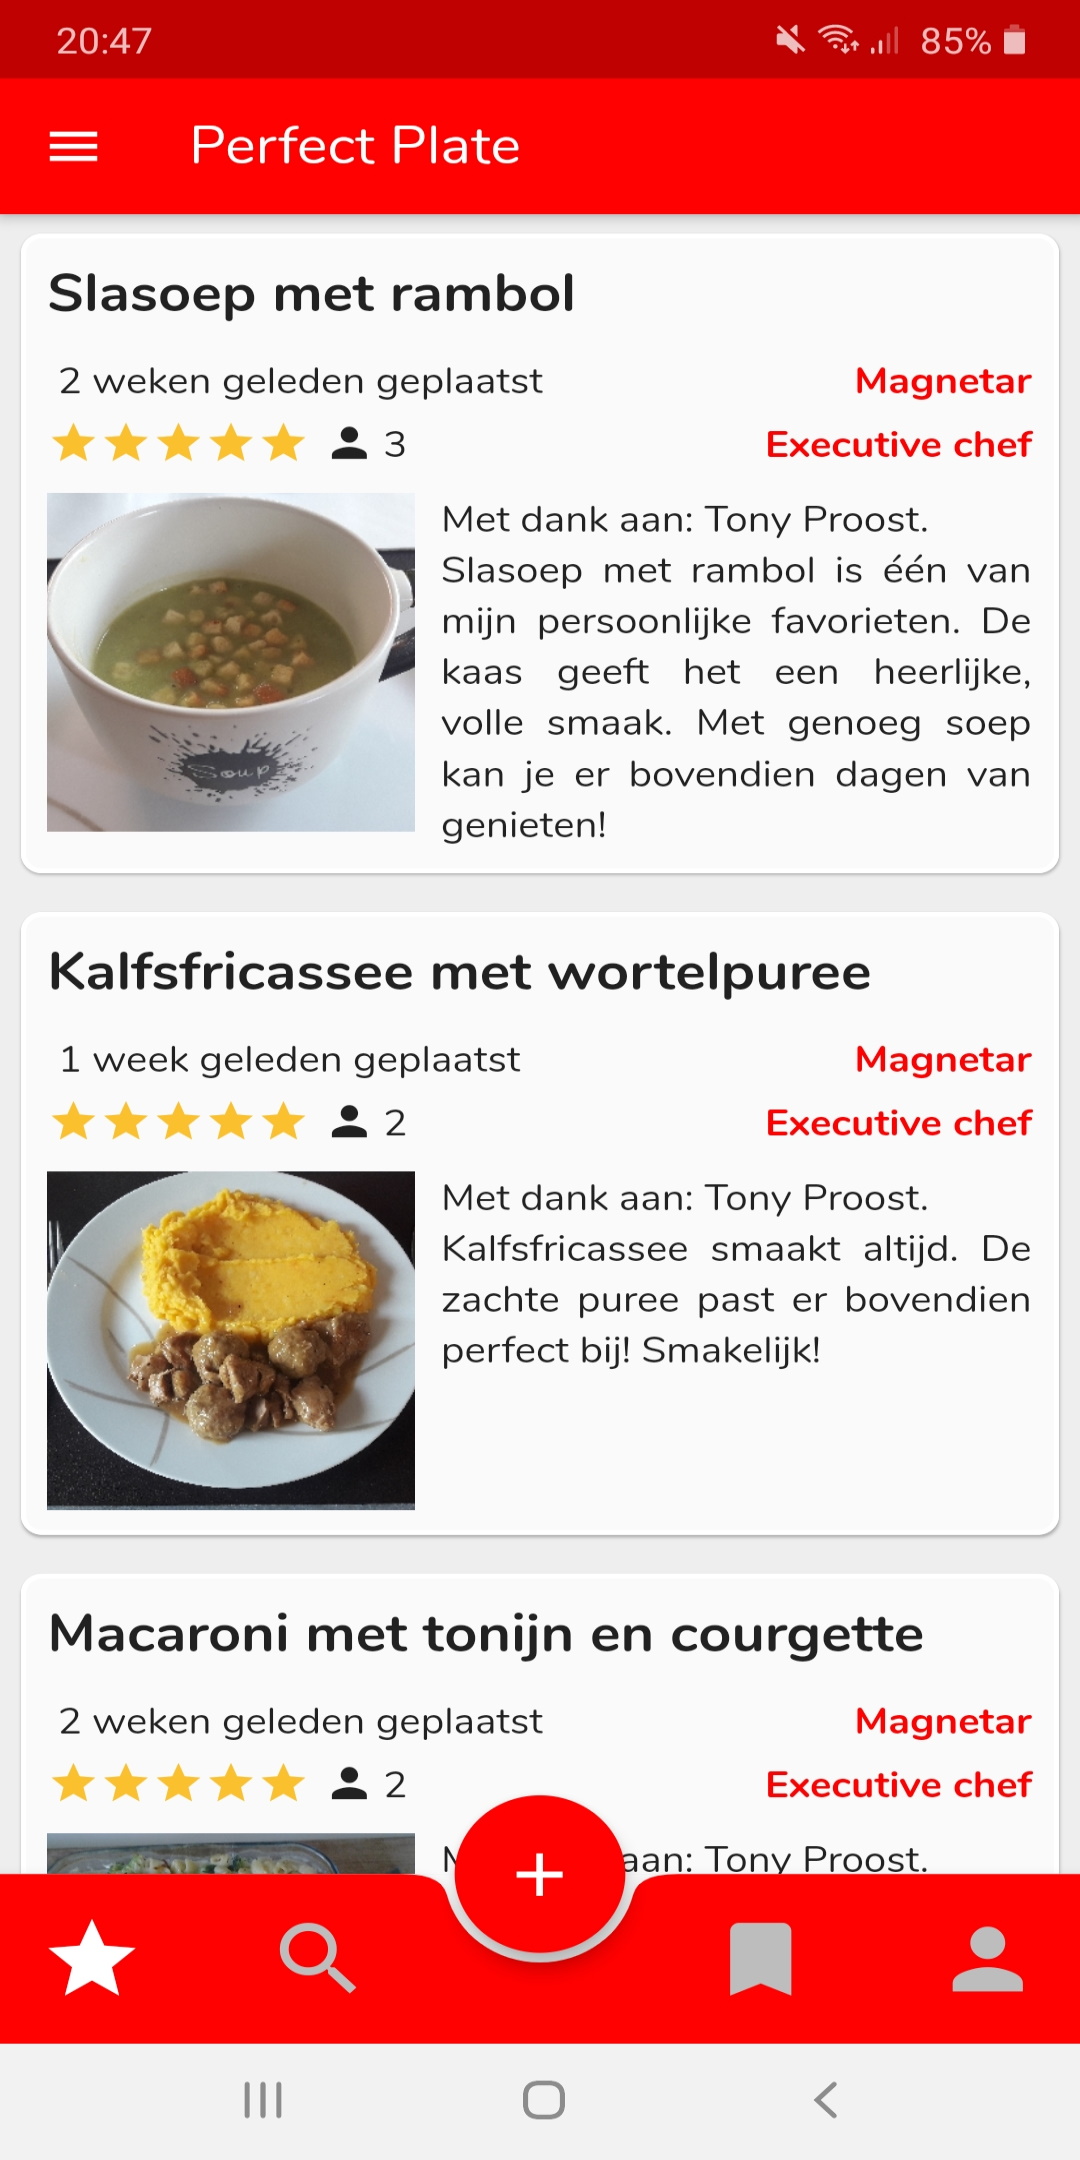 20:47 85%
Perfect Plate
Slasoep met rambol
2 weken geleden geplaatst Magnetar
3 Executive chef
Met dank aan: Tony Proost.
Slasoep met rambol is één van
mijn persoonlijke favorieten. De
kaas geeft het een heerlijke,
volle smaak. Met genoeg soep
kan je er bovendien dagen van
genieten!
Soup
Kalfsfricassee met wortelpuree
1 week geleden geplaatst Magnetar
2 Executive chef
Met dank aan: Tony Proost.
Kalfsfricassee smaakt altijd. De
zachte puree past er bovendien
perfect bij! Smakelijk!
Macaroni met tonijn en courgette
2 weken geleden geplaatst Magnetar
2 Executive chef
aan: Tony Proost.